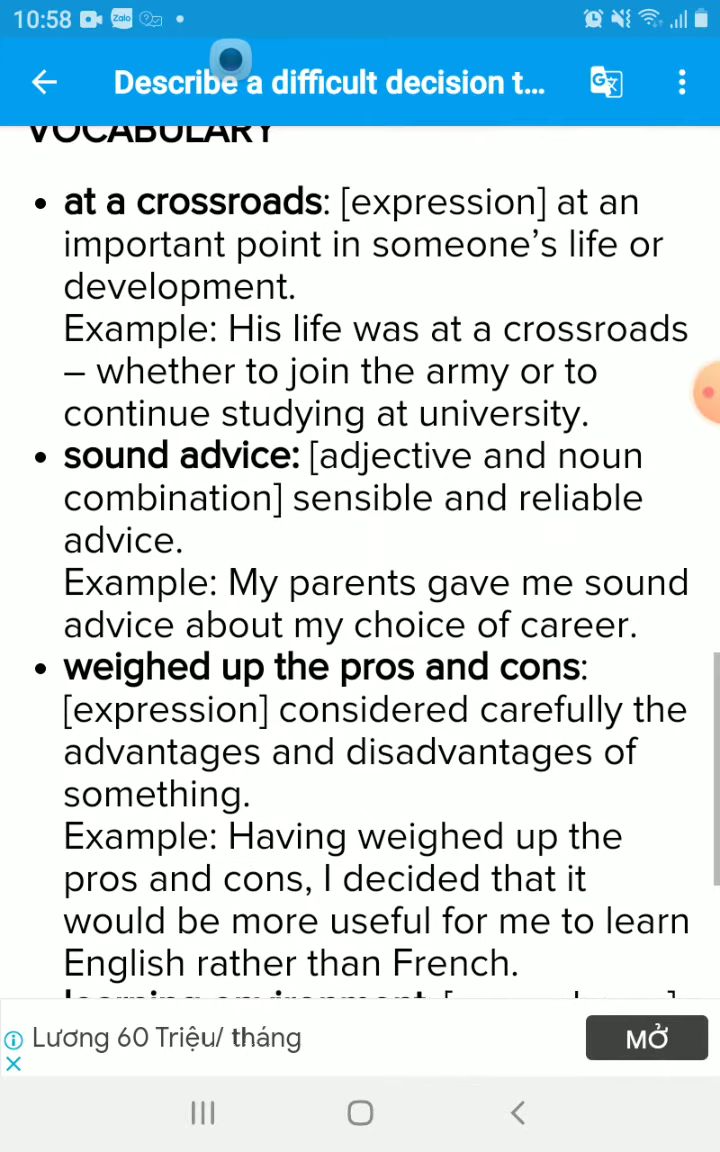 10:58
Zalo
Describe a difficult decision t...
VOCABULARY
• at a crossroads: [expression] at an
important point in someone's life or
development.
Example: His life was at a crossroads
– whether to join the army or to
continue studying at university.
• sound advice: [adjective and noun
combination] sensible and reliable
advice.
Example: My parents gave me sound
advice about my choice of career.
• weighed up the pros and cons:
[expression] considered carefully the
advantages and disadvantages of
something.
Example: Having weighed up the
pros and cons, I decided that it
would be more useful for me to learn
English rather than French.
learning environment
Lương 60 Triệu/ tháng
MỞ